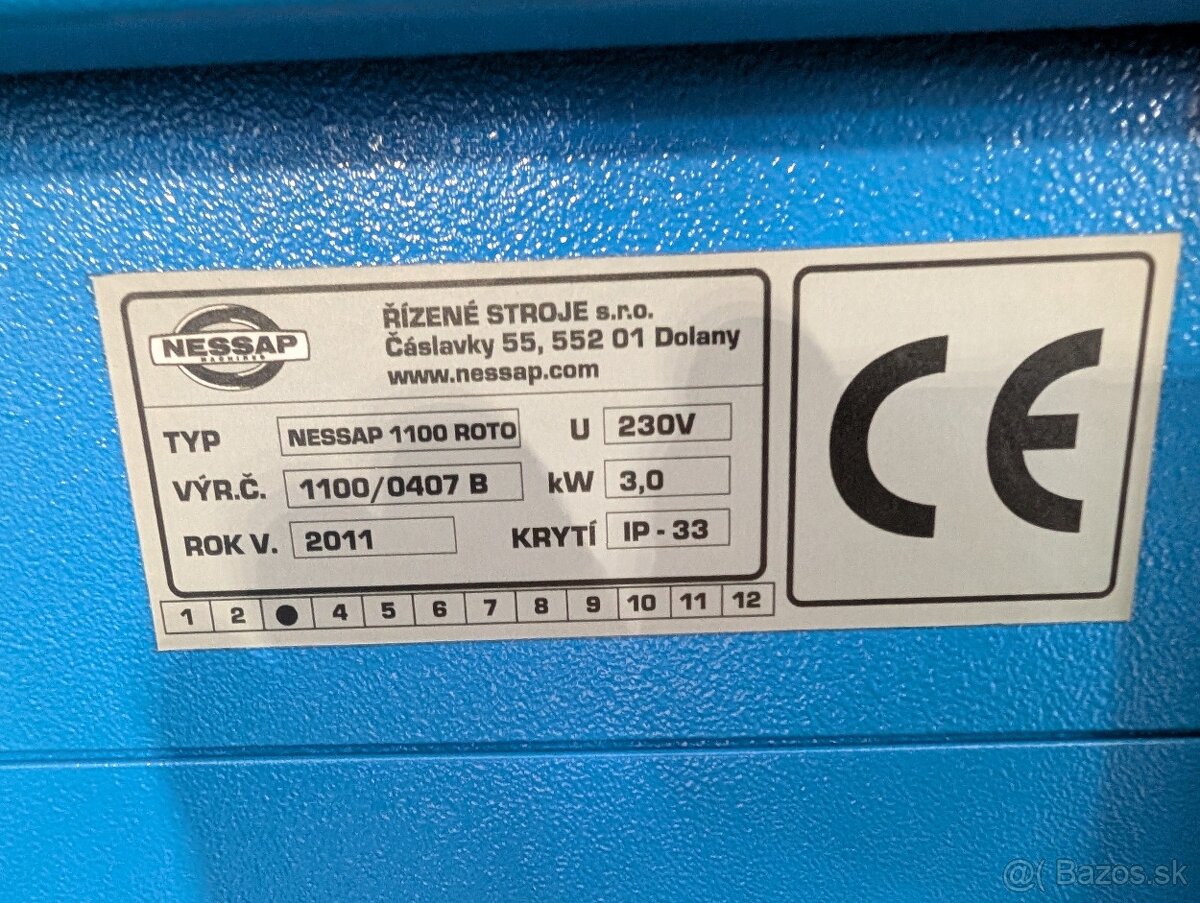 NESSAP
MACHINES
ŘÍZENÉ STROJE s.r.o.
Čáslavky 55, 552 01 Dolany
www.nessap.com
TYP NESSAP 1100 ROTO U 230V
VÝR.Č. 1100/0407 B kW 3,0
ROK V. 2011 KRYTÍ IP - 33
1 2 ● 4 5 6 7 8 9 10 11 12
CE
@( Bazos.sk